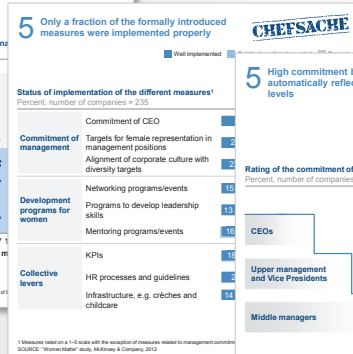 5 Only a fraction of the formally introduced
measures were implemented properly
Well implemented
Status of implementation of the different measures¹
Percent, number of companies = 235
Commitment of
management
Commitment of CEO
Targets for female representation in
management positions
Alignment of corporate culture with
diversity targets
Development
programs for
women
Networking programs/events
15
Programs to develop leadership
skills
13
Mentoring programs/events
16
Collective
levers
KPIs
18
HR processes and guidelines
2
Infrastructure, e.g. crèches and
childcare
14
1 Measures rated on a 1–5 scale with the exception of measures related to management commitm
SOURCE: "Women Matter" study, McKinsey & Company, 2012
CHEFSACHE
5 High commitment
automatically refle
levels
Rating of the commitment of
Percent, number of companies
CEOs
Upper management
and Vice Presidents
Middle managers